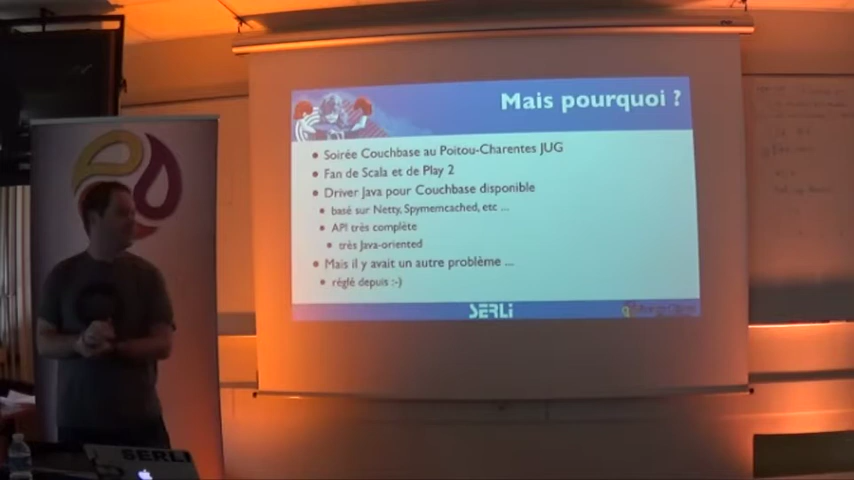 Mais pourquoi ?
Soirée Couchbase au Poitou-Charentes JUG
Fan de Scala et de Play 2
Driver Java pour Couchbase disponible
basé sur Netty, Spymemcached, etc ...
API très complète
très Java-oriented
Mais il y avait un autre problème ...
réglé depuis :-)
SERLI
SERLI